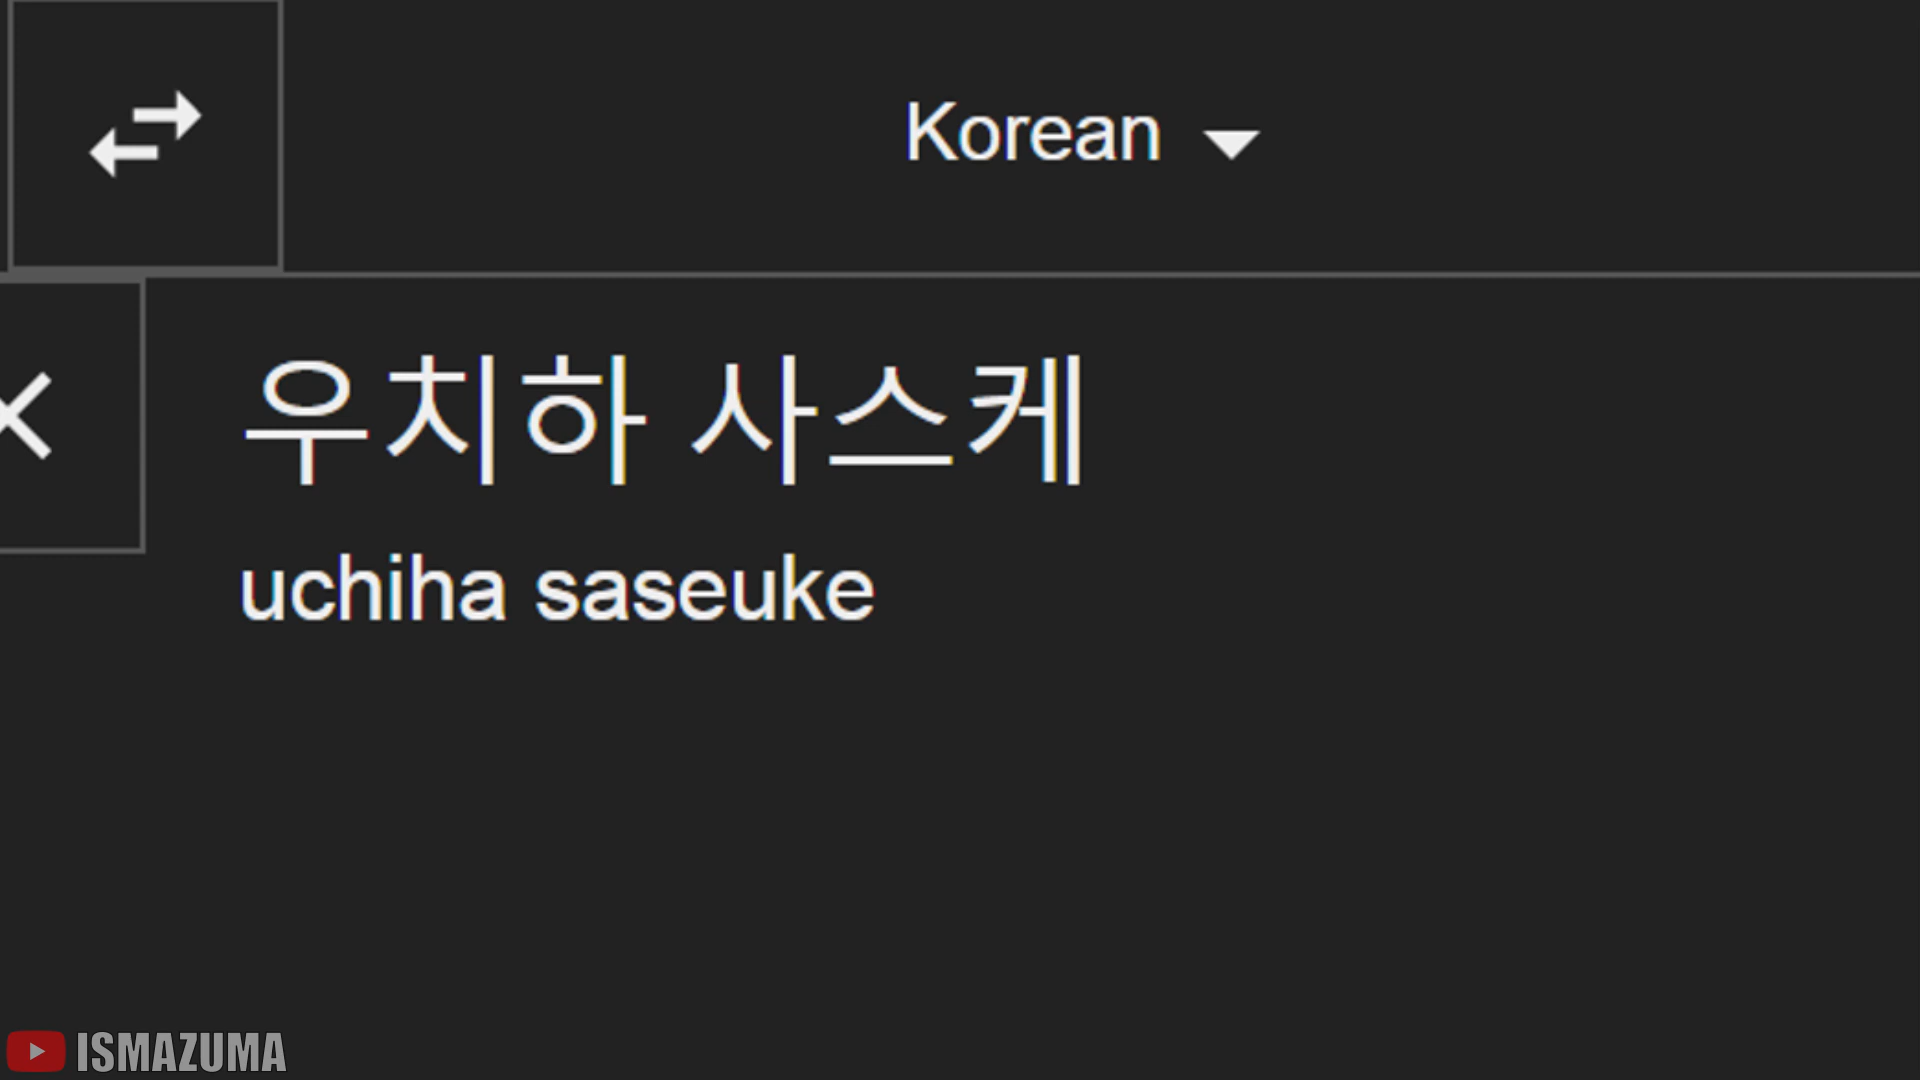 Korean
우치하 사스케
uchiha saseuke
ISMAZUMA